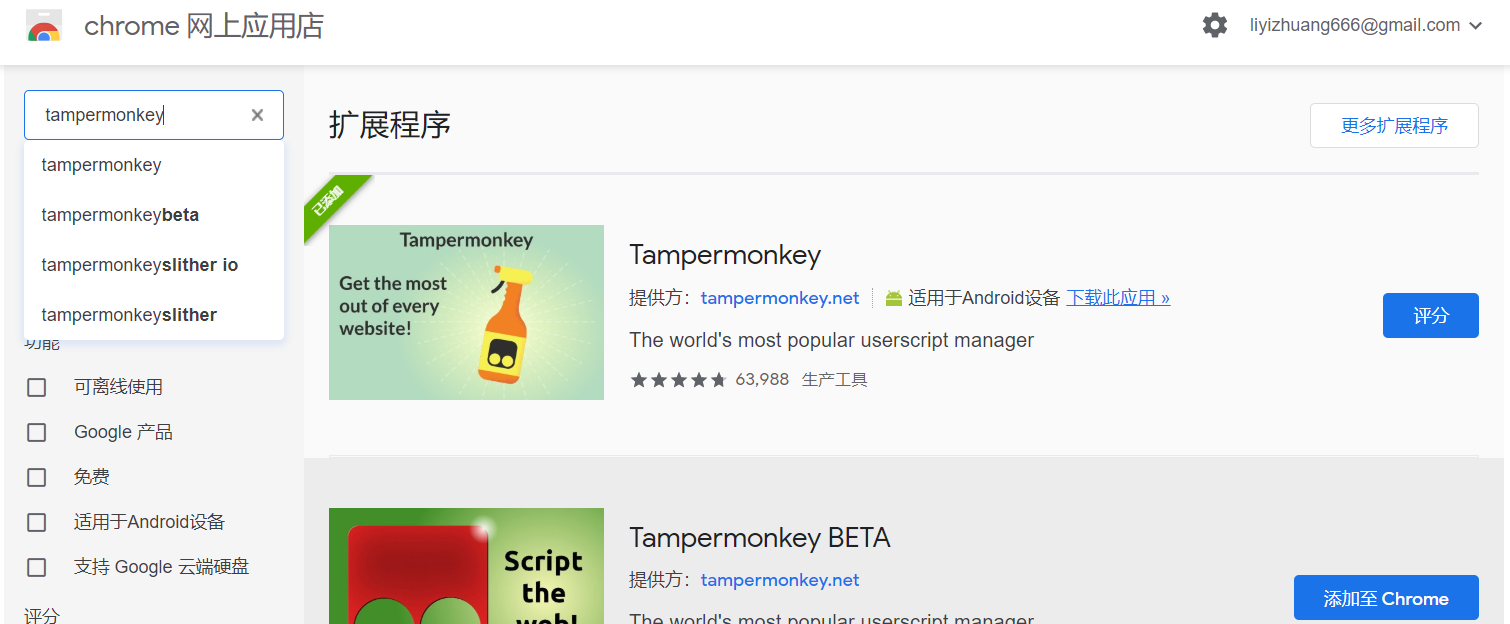 chrome 网上应用店
liyizhuang666@gmail.com
tampermonkey
tampermonkey
tampermonkeybeta
tampermonkeyslither io
tampermonkeyslither
功能
可离线使用
Google 产品
免费
适用于Android设备
支持 Google 云端硬盘
评分
扩展程序
更多扩展程序
已添加
Tampermonkey
Get the most
out of every
website!
Tampermonkey
提供方： tampermonkey.net 适用于Android设备 下载此应用 »
The world's most popular userscript manager
63,988 生产工具
评分
Script
the
web!
Tampermonkey BETA
提供方： tampermonkey.net
The world's most popular userscript manager
添加至 Chrome